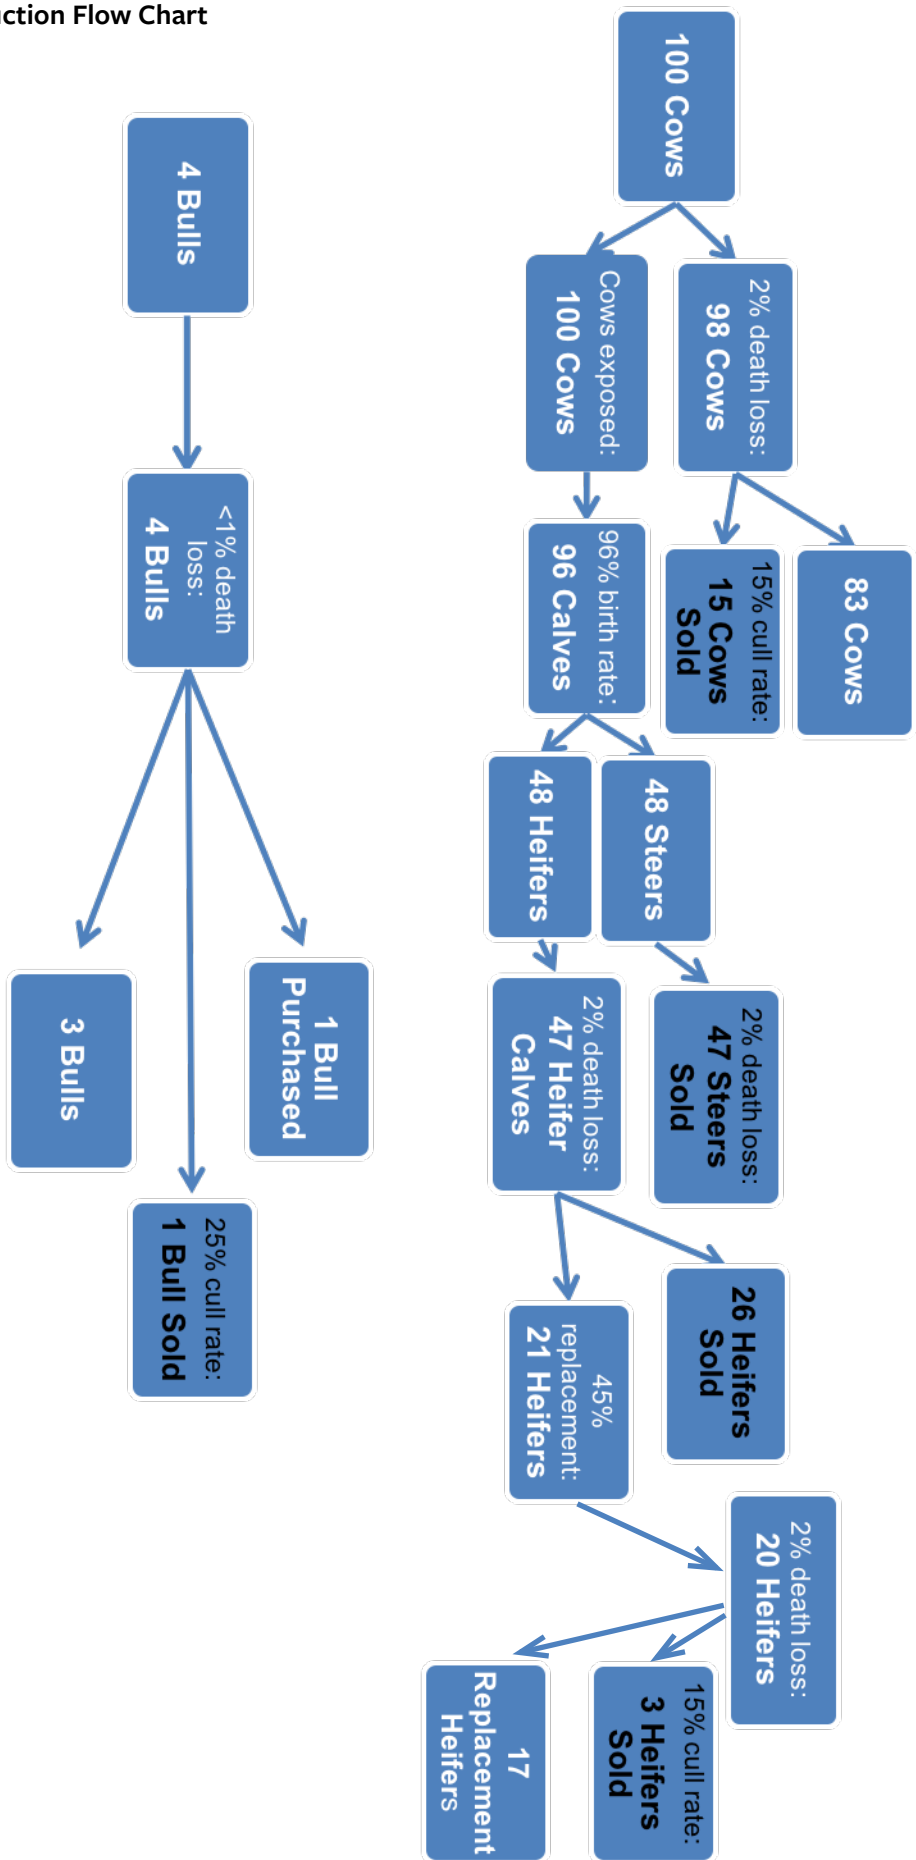 uction Flow Chart
100 Cows
2% death loss:
98 Cows
Cows exposed:
100 Cows
83 Cows
15% cull rate:
15 Cows
Sold
96% birth rate:
96 Calves
48 Steers
48 Heifers
2% death loss:
47 Steers
Sold
2% death loss:
47 Heifer
Calves
26 Heifers
Sold
45%
replacement:
21 Heifers
2% death loss:
20 Heifers
15% cull rate:
3 Heifers
Sold
17
Replacement
Heifers
4 Bulls
<1% death
loss:
4 Bulls
1 Bull
Purchased
25% cull rate:
1 Bull Sold
3 Bulls